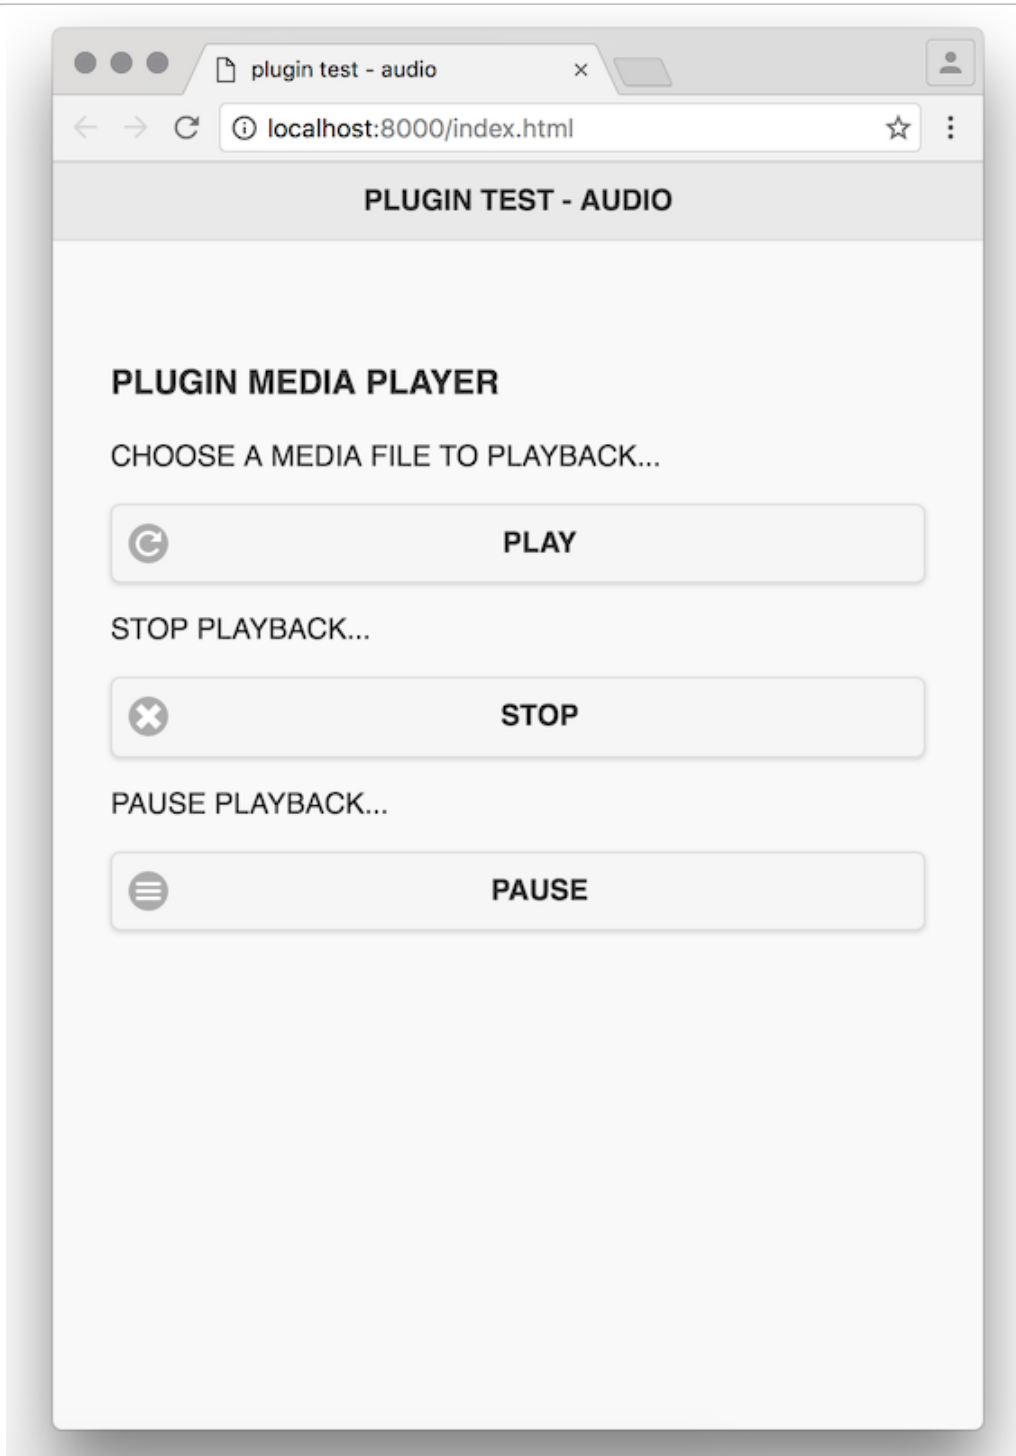 plugin test - audio
localhost:8000/index.html
PLUGIN TEST - AUDIO
PLUGIN MEDIA PLAYER
CHOOSE A MEDIA FILE TO PLAYBACK...
PLAY
STOP PLAYBACK...
STOP
PAUSE PLAYBACK...
PAUSE